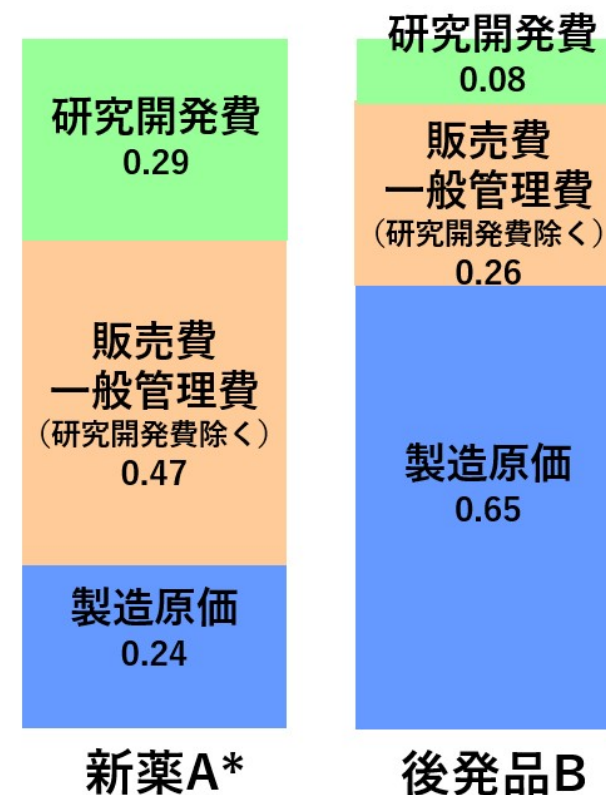 研究開発費
0.29
販売費
一般管理費
（研究開発費除く）
0.47
製造原価
0.24
新薬A*
研究開発費
0.08
販売費
一般管理費
（研究開発費除く）
0.26
製造原価
0.65
後発品B